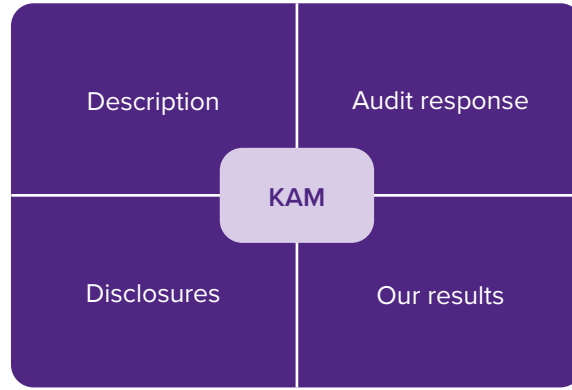 Description
Audit response
KAM
Disclosures
Our results